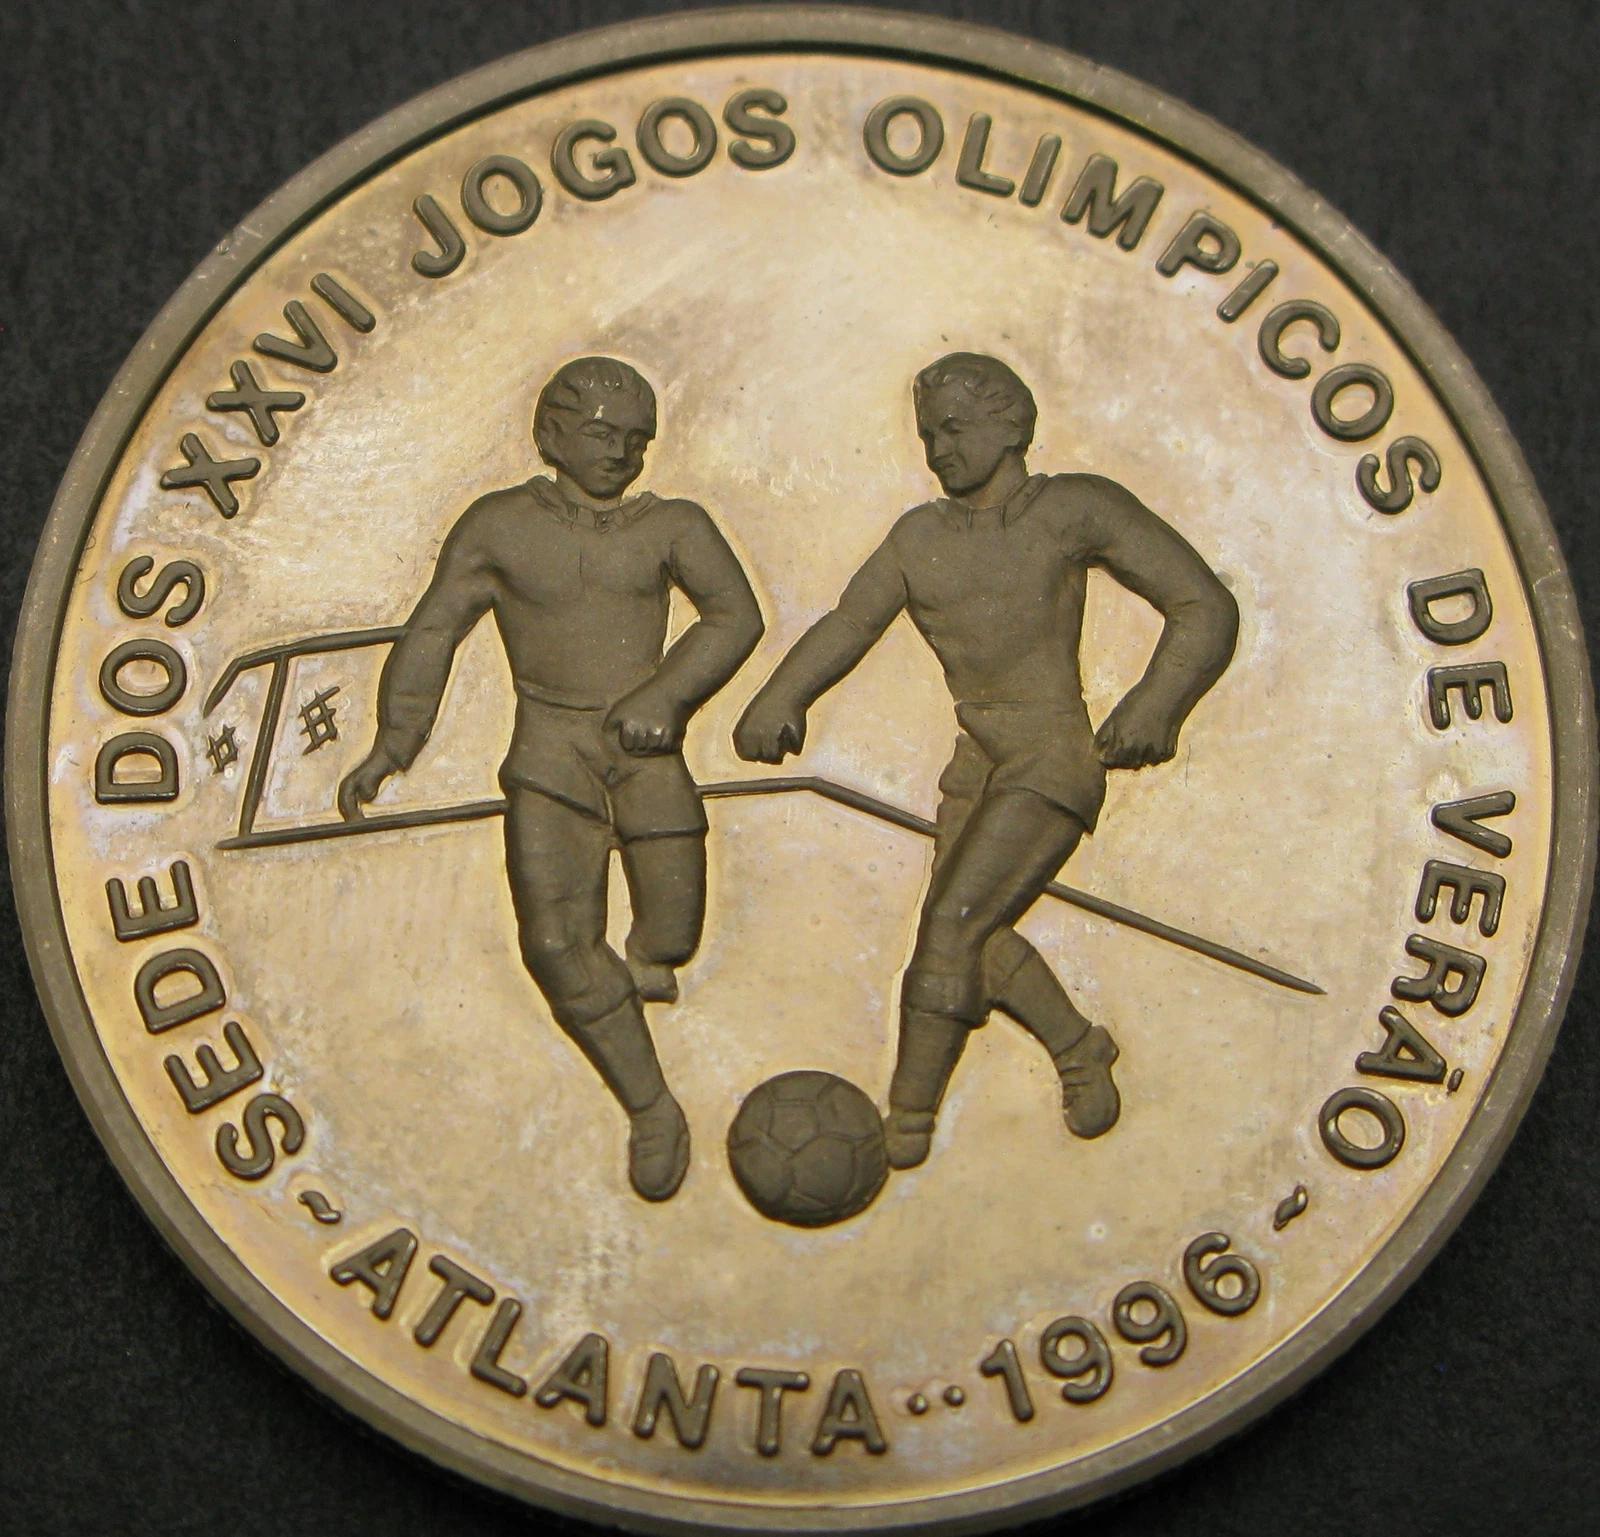 SEDE DOS XXVI JOGOS OLIMPICOS DE VERÃO
~ ATLANTA ·· 1996 ~